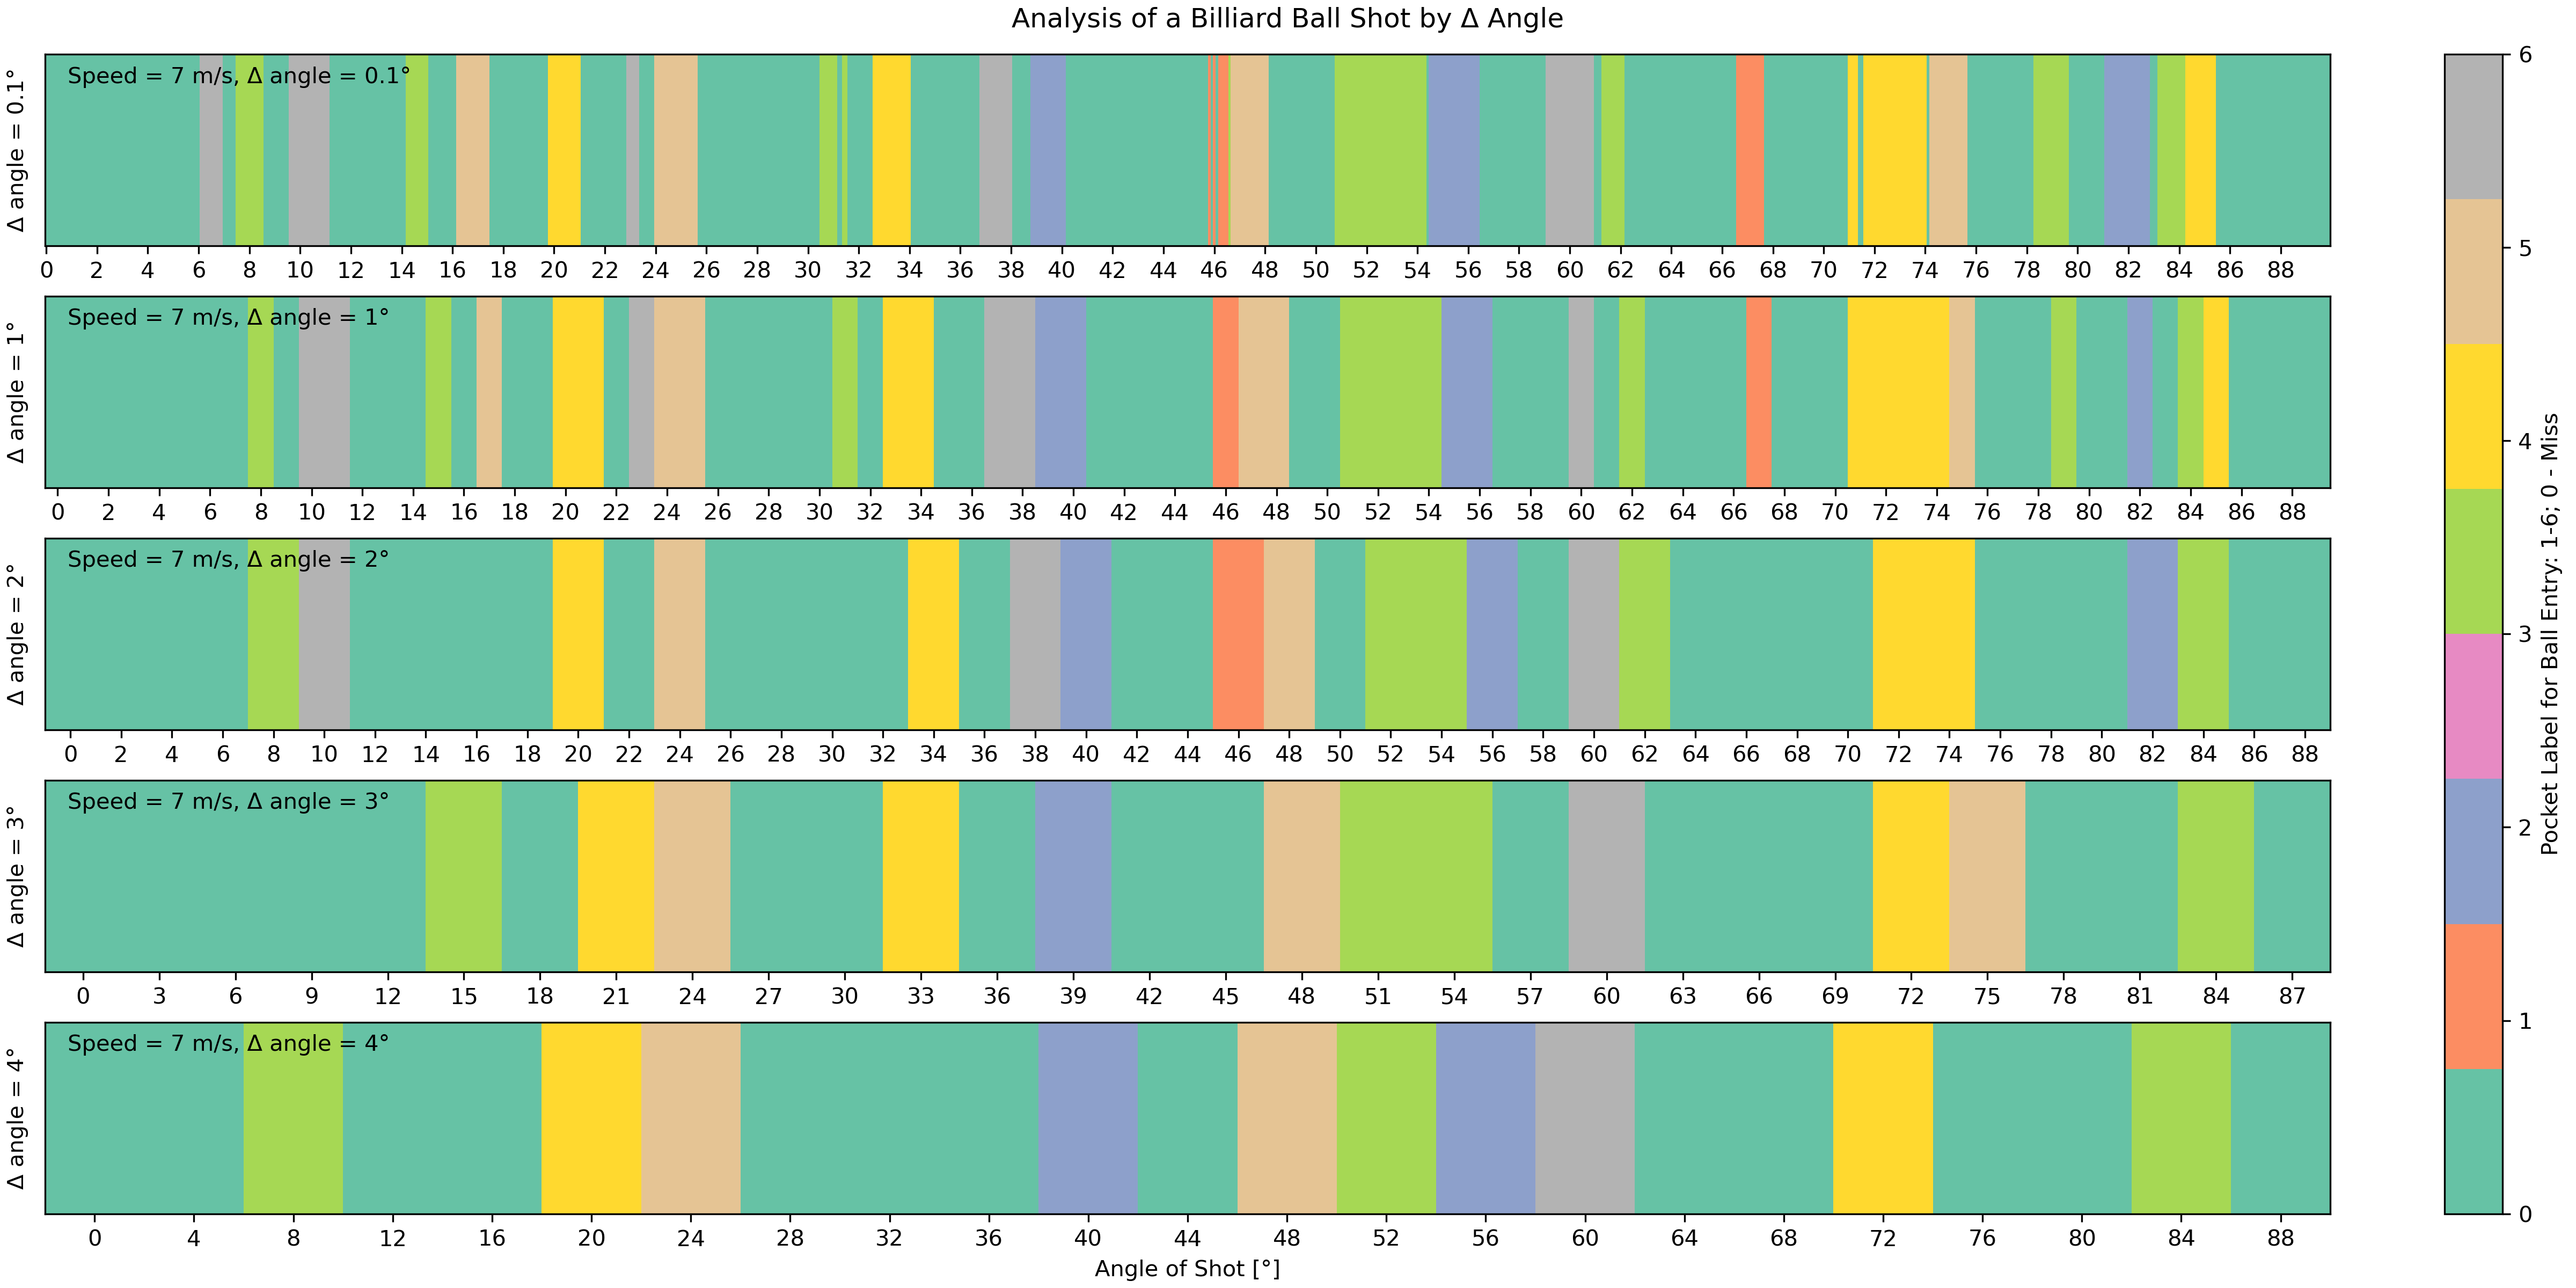 Analysis of a Billiard Ball Shot by Δ Angle
Δ angle = 0.1°
Speed = 7 m/s, Δ angle = 0.1°
0 2 4 6 8 10 12 14 16 18 20 22 24 26 28 30 32 34 36 38 40 42 44 46 48 50 52 54 56 58 60 62 64 66 68 70 72 74 76 78 80 82 84 86 88
Δ angle = 1°
Speed = 7 m/s, Δ angle = 1°
0 2 4 6 8 10 12 14 16 18 20 22 24 26 28 30 32 34 36 38 40 42 44 46 48 50 52 54 56 58 60 62 64 66 68 70 72 74 76 78 80 82 84 86 88
Δ angle = 2°
Speed = 7 m/s, Δ angle = 2°
0 2 4 6 8 10 12 14 16 18 20 22 24 26 28 30 32 34 36 38 40 42 44 46 48 50 52 54 56 58 60 62 64 66 68 70 72 74 76 78 80 82 84 86 88
Δ angle = 3°
Speed = 7 m/s, Δ angle = 3°
0 3 6 9 12 15 18 21 24 27 30 33 36 39 42 45 48 51 54 57 60 63 66 69 72 75 78 81 84 87
Δ angle = 4°
Speed = 7 m/s, Δ angle = 4°
0 4 8 12 16 20 24 28 32 36 40 44 48 52 56 60 64 68 72 76 80 84 88
Angle of Shot [°]
6
5
4
3
2
1
0
Pocket Label for Ball Entry: 1-6; 0 - Miss